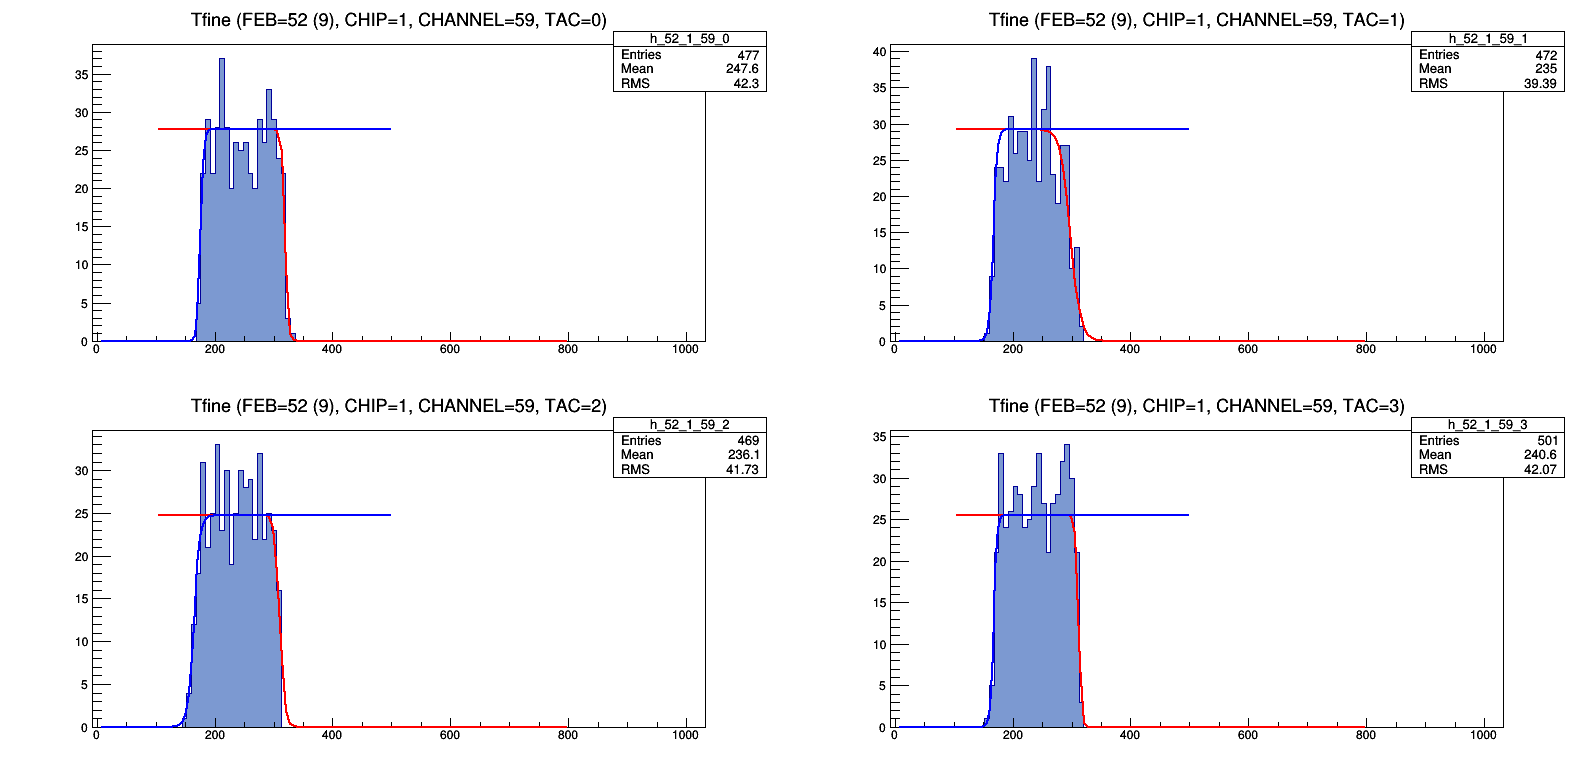 Tfine (FEB=52 (9), CHIP=1, CHANNEL=59, TAC=0)
h_52_1_59_0
Entries 477
Mean 247.6
RMS 42.3
35
30
25
20
15
10
5
0
0 200 400 600 800 1000
Tfine (FEB=52 (9), CHIP=1, CHANNEL=59, TAC=1)
h_52_1_59_1
Entries 472
Mean 235
RMS 39.39
40
35
30
25
20
15
10
5
0
0 200 400 600 800 1000
Tfine (FEB=52 (9), CHIP=1, CHANNEL=59, TAC=2)
h_52_1_59_2
Entries 469
Mean 236.1
RMS 41.73
30
25
20
15
10
5
0
0 200 400 600 800 1000
Tfine (FEB=52 (9), CHIP=1, CHANNEL=59, TAC=3)
h_52_1_59_3
Entries 501
Mean 240.6
RMS 42.07
35
30
25
20
15
10
5
0
0 200 400 600 800 1000